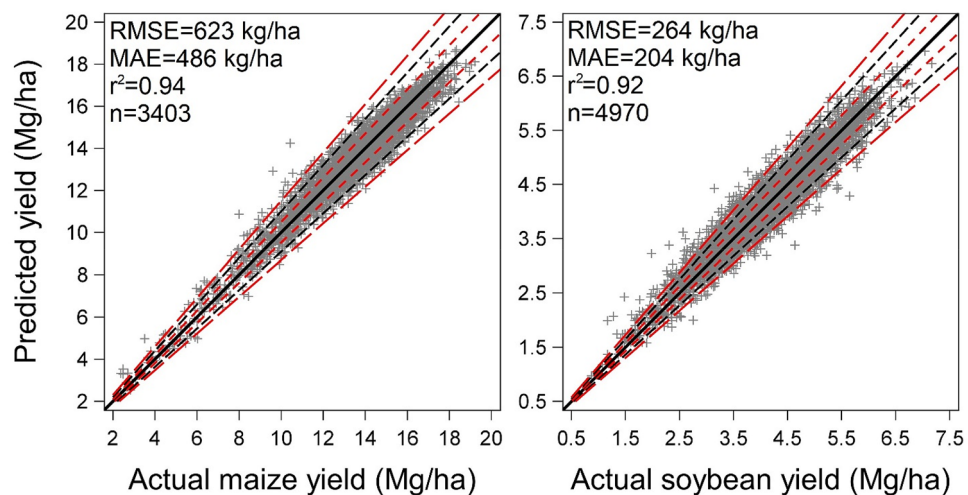 RMSE=623 kg/ha
MAE=486 kg/ha
r²=0.94
n=3403
20
18
16
14
12
10
8
6
4
2
2 4 6 8 10 12 14 16 18 20
Predicted yield (Mg/ha)
Actual maize yield (Mg/ha)
RMSE=264 kg/ha
MAE=204 kg/ha
r²=0.92
n=4970
7.5
6.5
5.5
4.5
3.5
2.5
1.5
0.5
0.5 1.5 2.5 3.5 4.5 5.5 6.5 7.5
Actual soybean yield (Mg/ha)